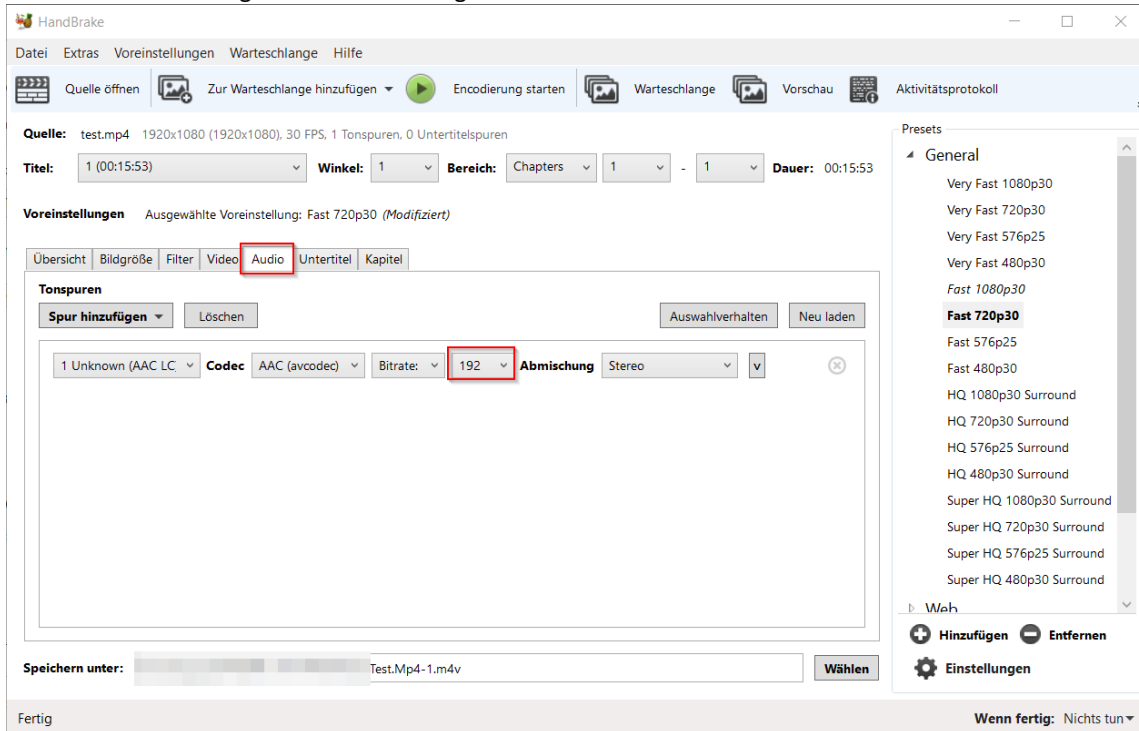 HandBrake
Datei Extras Voreinstellungen Warteschlange Hilfe
Quelle öffnen Zur Warteschlange hinzufügen Encodierung starten Warteschlange Vorschau Aktivitätsprotokoll
Quelle: test.mp4 1920x1080 (1920x1080), 30 FPS, 1 Tonspuren, 0 Untertitelspuren
Titel: 1 (00:15:53) Winkel: 1 Bereich: Chapters 1 - 1 Dauer: 00:15:53
Voreinstellungen Ausgewählte Voreinstellung: Fast 720p30 (Modifiziert)
Übersicht Bildgröße Filter Video Audio Untertitel Kapitel
Tonspuren
Spur hinzufügen Löschen Auswahlverhalten Neu laden
1 Unknown (AAC LC Codec AAC (avcodec) Bitrate: 192 Abmischung Stereo v
Speichern unter: Test.Mp4-1.m4v Wählen
Presets
General
Very Fast 1080p30
Very Fast 720p30
Very Fast 576p25
Very Fast 480p30
Fast 1080p30
Fast 720p30
Fast 576p25
Fast 480p30
HQ 1080p30 Surround
HQ 720p30 Surround
HQ 576p25 Surround
HQ 480p30 Surround
Super HQ 1080p30 Surround
Super HQ 720p30 Surround
Super HQ 576p25 Surround
Super HQ 480p30 Surround
Web
Hinzufügen Entfernen
Einstellungen
Fertig Wenn fertig: Nichts tun